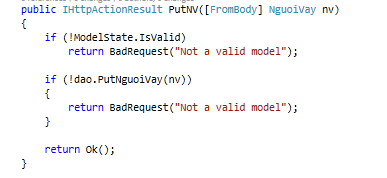 public IHttpActionResult PutNV([FromBody] NguoiVay nv)
{
if (!ModelState.IsValid)
return BadRequest("Not a valid model");
if (!dao.PutNguoiVay(nv))
{
return BadRequest("Not a valid model");
}
return Ok();
}